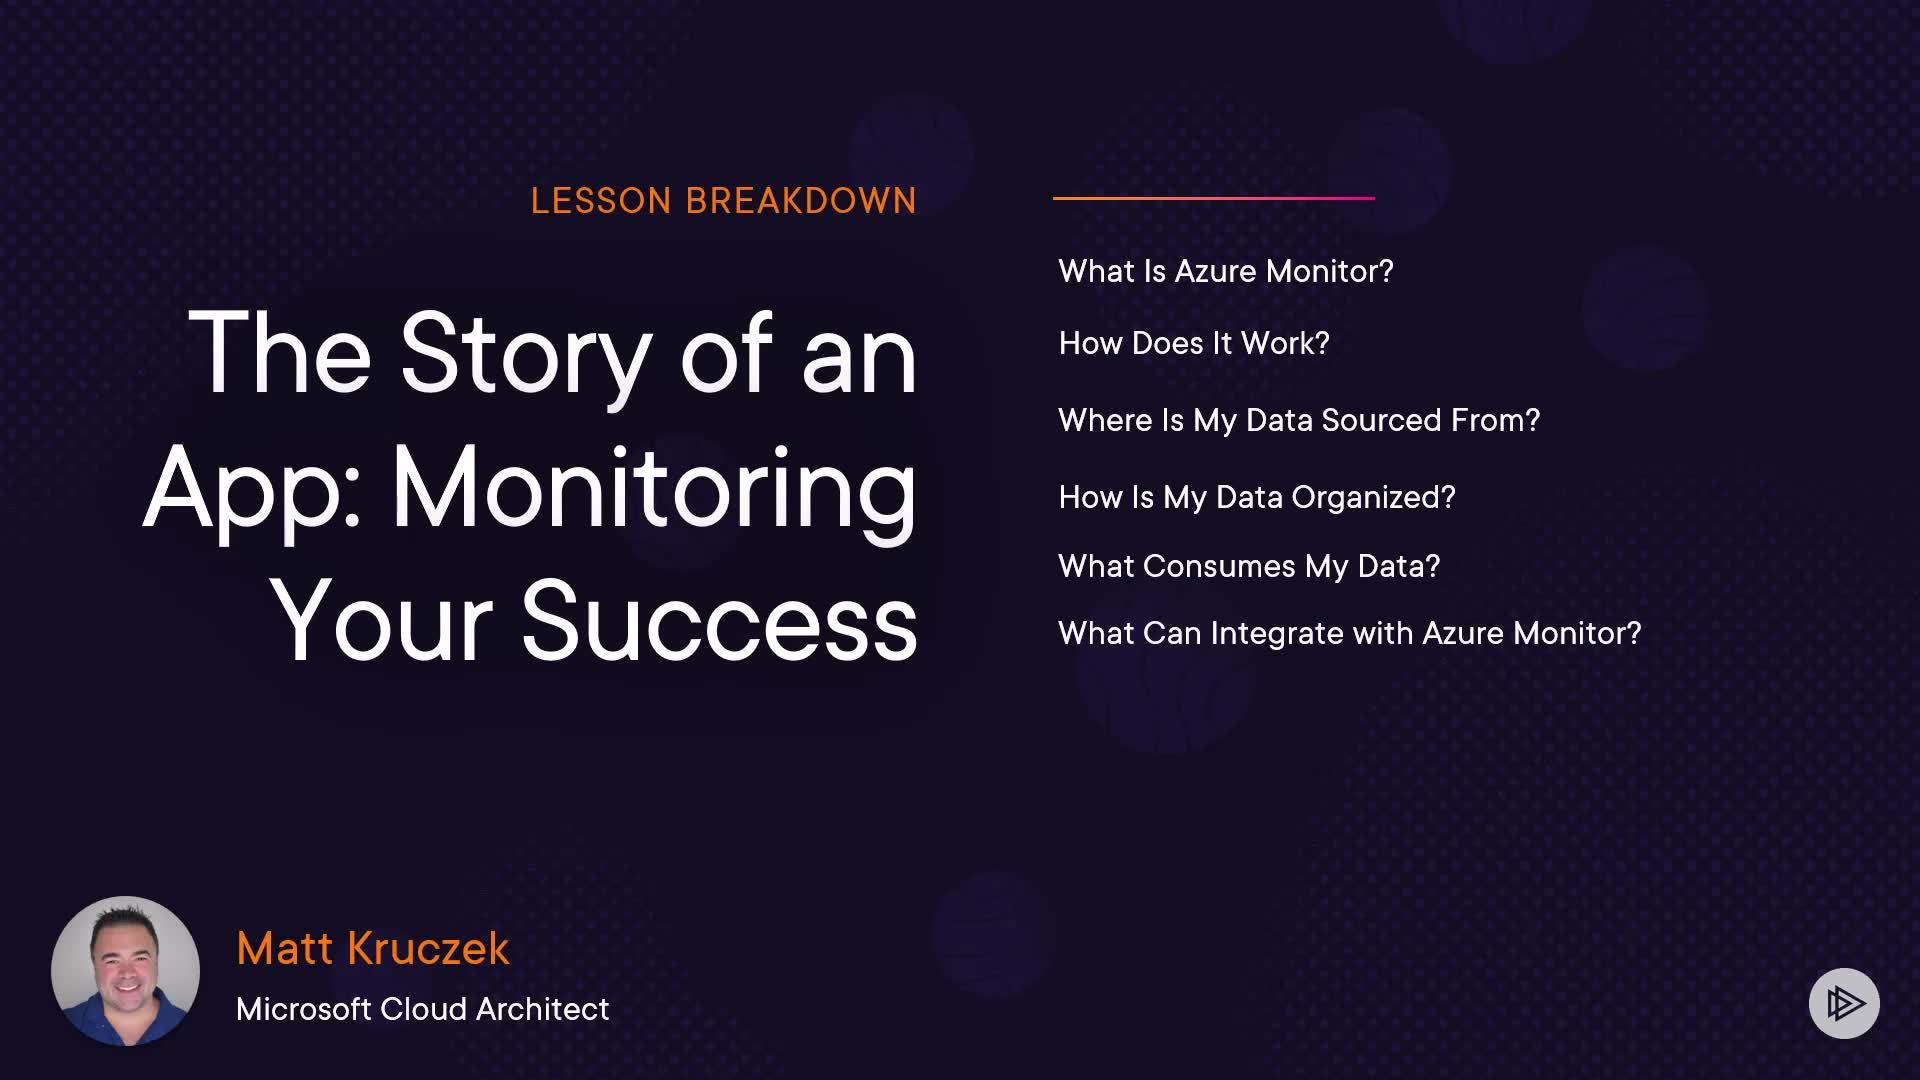 LESSON BREAKDOWN
The Story of an
App: Monitoring
Your Success
What Is Azure Monitor?
How Does It Work?
Where Is My Data Sourced From?
How Is My Data Organized?
What Consumes My Data?
What Can Integrate with Azure Monitor?
Matt Kruczek
Microsoft Cloud Architect